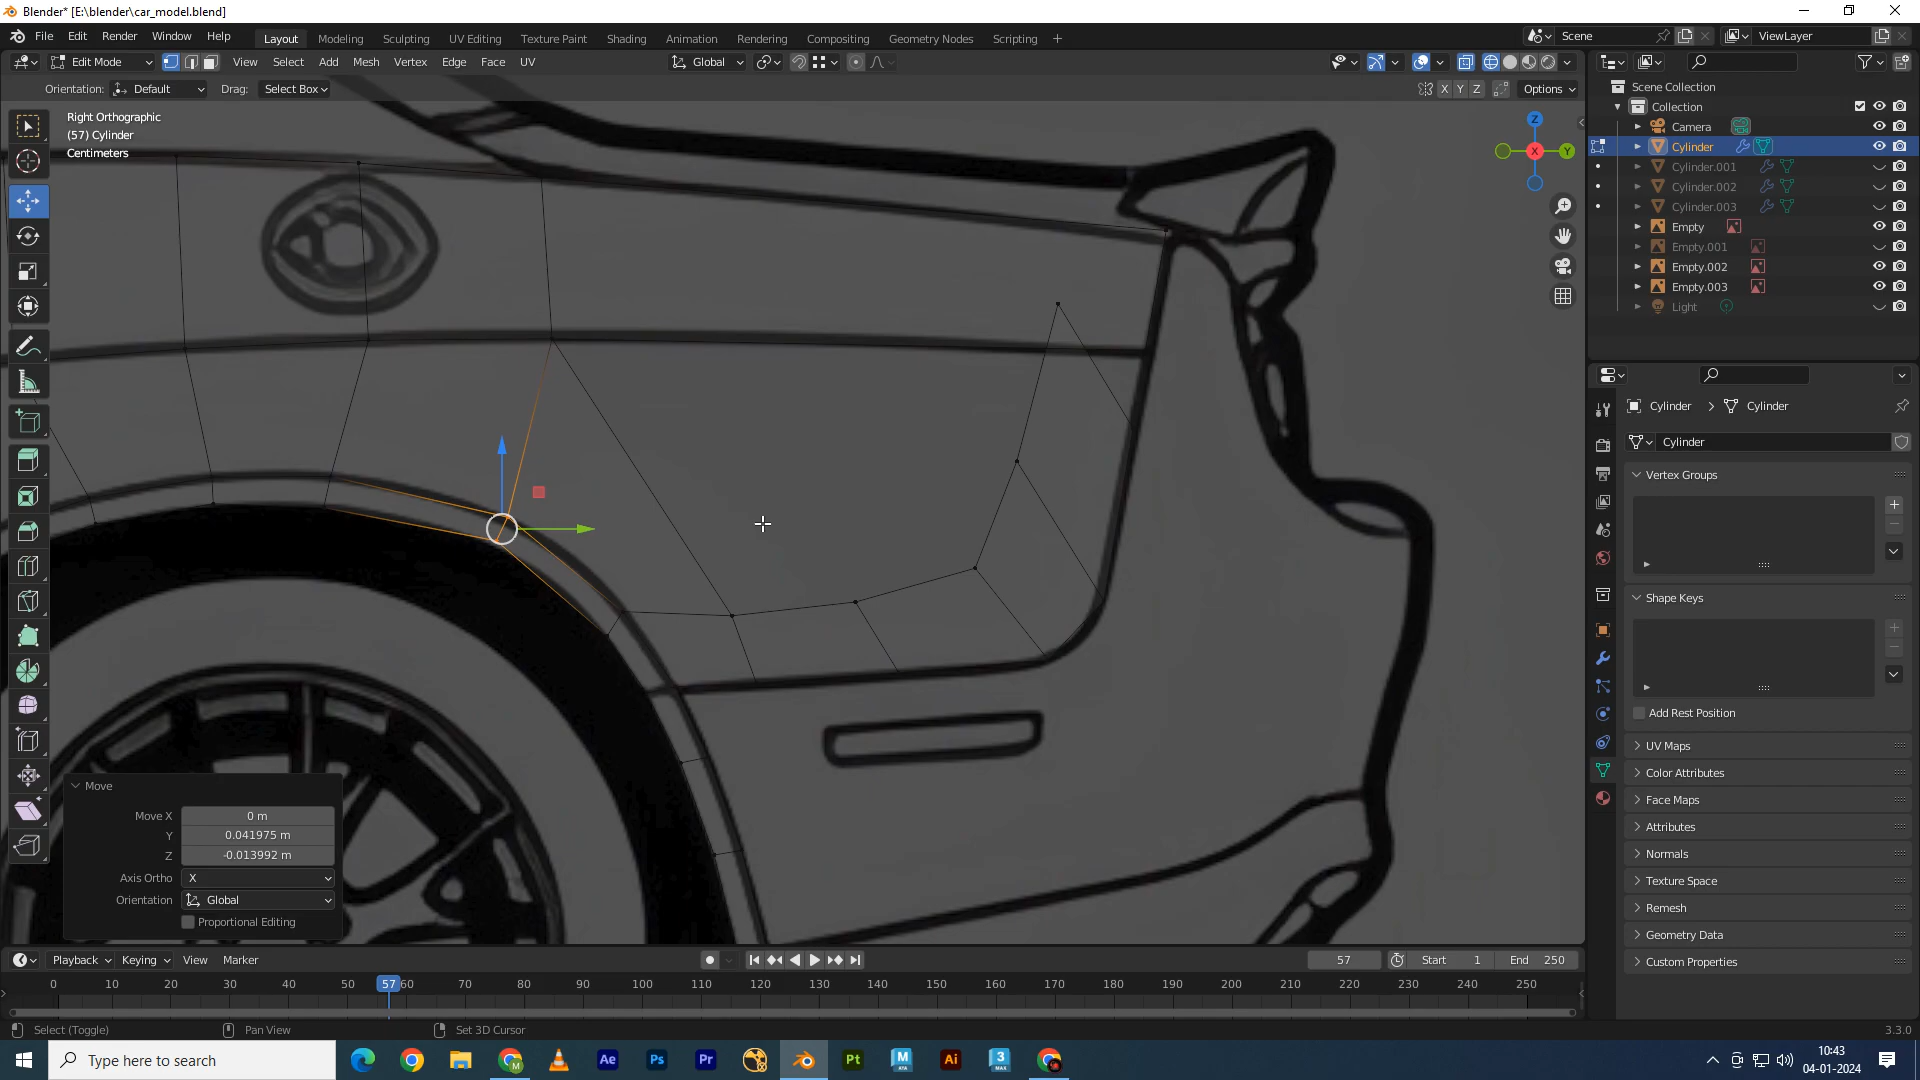 Blender* [E:\blender\car_model.blend]
File Edit Render Window Help
Layout Modeling Sculpting UV Editing Texture Paint Shading Animation Rendering Compositing Geometry Nodes Scripting +
Scene ViewLayer
Edit Mode View Select Add Mesh Vertex Edge Face UV Global
Orientation: Default Drag: Select Box X Y Z Options
Right Orthographic
(57) Cylinder
Centimeters
Z
X
Y
Scene Collection
Collection
Camera
Cylinder
Cylinder.001
Cylinder.002
Cylinder.003
Empty
Empty.001
Empty.002
Empty.003
Light
Cylinder > Cylinder
Cylinder
Vertex Groups
Shape Keys
Add Rest Position
UV Maps
Color Attributes
Face Maps
Attributes
Normals
Texture Space
Remesh
Geometry Data
Custom Properties
Move
Move X 0 m
Y 0.041975 m
Z -0.013992 m
Axis Ortho X
Orientation Global
Proportional Editing
Playback Keying View Marker 57 Start 1 End 250
0 10 20 30 40 50 57 60 70 80 90 100 110 120 130 140 150 160 170 180 190 200 210 220 230 240 250
Select (Toggle) Pan View Set 3D Cursor 3.3.0
Type here to search M Ae Ps Pr Pt M Ai 3 10:43
04-01-2024